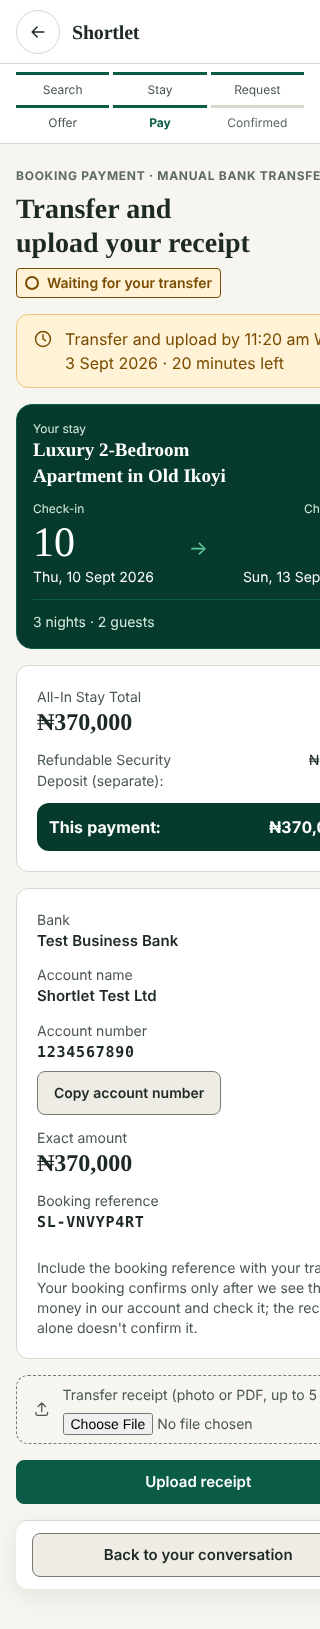 Shortlet
Search Stay Request
Offer Pay Confirmed
BOOKING PAYMENT · MANUAL BANK
Transfer and
upload your receipt
Waiting for your transfer
Transfer and upload by 11:20 am
3 Sept 2026 · 20 minutes left
Your stay
Luxury 2-Bedroom
Apartment in Old Ikoyi
Check-in
10
Thu, 10 Sept 2026 Sun, 13
3 nights · 2 guests
All-In Stay Total
₦370,000
Refundable Security
Deposit (separate):
This payment:
Bank
Test Business Bank
Account name
Shortlet Test Ltd
Account number
1234567890
Copy account number
Exact amount
₦370,000
Booking reference
SL-VNVYP4RT
Include the booking reference with your
Your booking confirms only after we see
money in our account and check it; the
alone doesn't confirm it.
Transfer receipt (photo or PDF, up to 5
Choose File No file chosen
Upload receipt
Back to your conversation